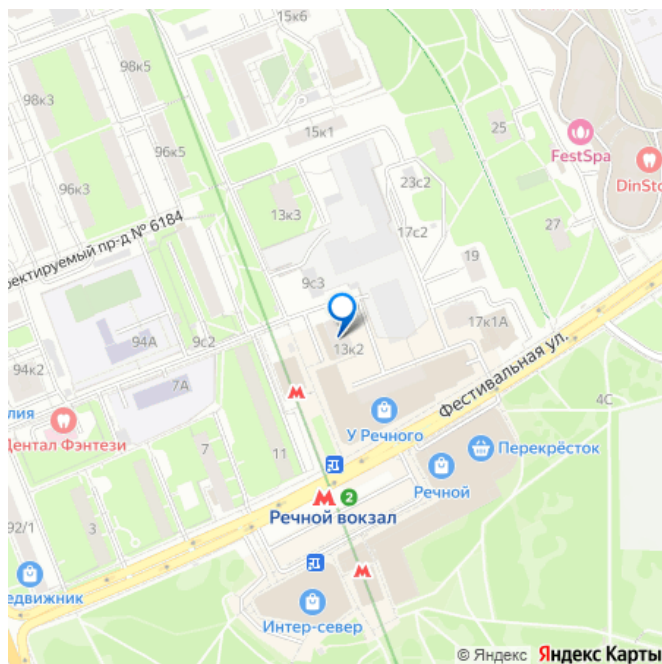 15к6
98к5
98к3
96к5
15к1
25
FestSpa
DinSto
96к3
23с2
13к3
17с2
27
ректируемый пр-д № 6184
19
9с3
17к1А
94А
9с2
13к2
Фестивальная ул.
94к2
7А
4С
У Речного
лия
Дентал Фэнтези
7
11
Перекрёсток
Речной
2
Речной вокзал
92/1
3
едвижник
Интер-север
© Яндекс Яндекс Карты